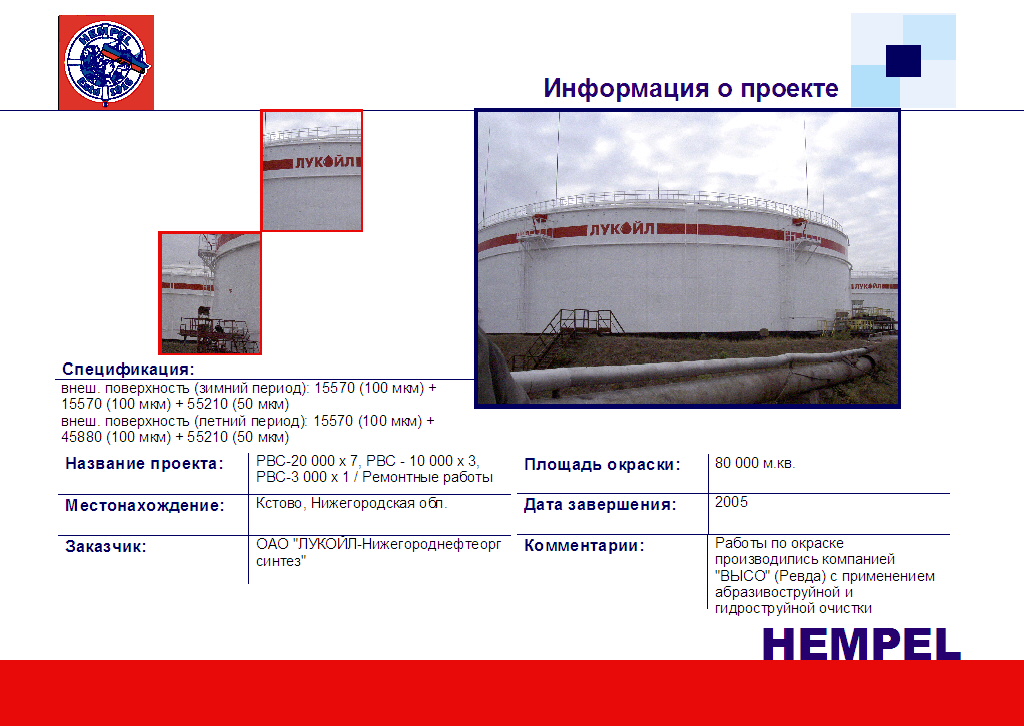 HEMPEL
Информация о проекте
ЛУКОЙЛ
ЛУКОЙЛ
ЛУКОЙЛ
Спецификация:
внеш. поверхность (зимний период): 15570 (100 мкм) +
15570 (100 мкм) + 55210 (50 мкм)
внеш. поверхность (летний период): 15570 (100 мкм) +
45880 (100 мкм) + 55210 (50 мкм)
Название проекта:
РВС-20 000 x 7, РВС - 10 000 x 3,
РВС-3 000 x 1 / Ремонтные работы
Площадь окраски:
80 000 м.кв.
Местонахождение:
Кстово, Нижегородская обл.
Дата завершения:
2005
Заказчик:
ОАО "ЛУКОЙЛ-Нижегороднефтеорг
синтез"
Комментарии:
Работы по окраске
производились компанией
"ВЫСО" (Ревда) с применением
абразивоструйной и
гидроструйной очистки
HEMPEL